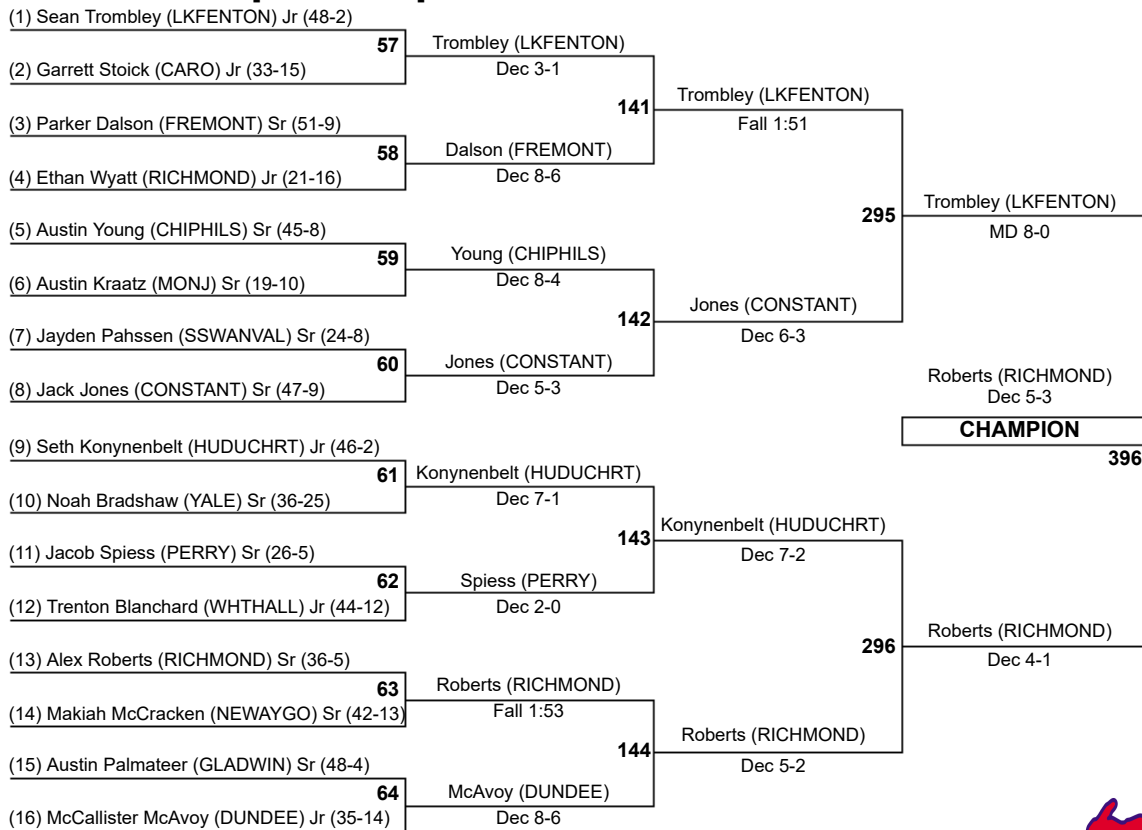 (1) Sean Trombley (LKFENTON) Jr (48-2)
57
Trombley (LKFENTON)
Dec 3-1
(2) Garrett Stoick (CARO) Jr (33-15)
141
Trombley (LKFENTON)
Fall 1:51
(3) Parker Dalson (FREMONT) Sr (51-9)
58
Dalson (FREMONT)
Dec 8-6
(4) Ethan Wyatt (RICHMOND) Jr (21-16)
295
Trombley (LKFENTON)
MD 8-0
(5) Austin Young (CHIPHILS) Sr (45-8)
59
Young (CHIPHILS)
Dec 8-4
(6) Austin Kraatz (MONJ) Sr (19-10)
142
Jones (CONSTANT)
Dec 6-3
(7) Jayden Pahssen (SSWANVAL) Sr (24-8)
60
Jones (CONSTANT)
Dec 5-3
(8) Jack Jones (CONSTANT) Sr (47-9)
Roberts (RICHMOND)
Dec 5-3
CHAMPION
396
(9) Seth Konynenbelt (HUDUCHRT) Jr (46-2)
61
Konynenbelt (HUDUCHRT)
Dec 7-1
(10) Noah Bradshaw (YALE) Sr (36-25)
143
Konynenbelt (HUDUCHRT)
Dec 7-2
(11) Jacob Spiess (PERRY) Sr (26-5)
62
Spiess (PERRY)
Dec 2-0
(12) Trenton Blanchard (WHTHALL) Jr (44-12)
296
Roberts (RICHMOND)
Dec 4-1
(13) Alex Roberts (RICHMOND) Sr (36-5)
63
Roberts (RICHMOND)
Fall 1:53
(14) Makiah McCracken (NEWAYGO) Sr (42-13)
144
Roberts (RICHMOND)
Dec 5-2
(15) Austin Palmateer (GLADWIN) Sr (48-4)
64
McAvoy (DUNDEE)
Dec 8-6
(16) McCallister McAvoy (DUNDEE) Jr (35-14)